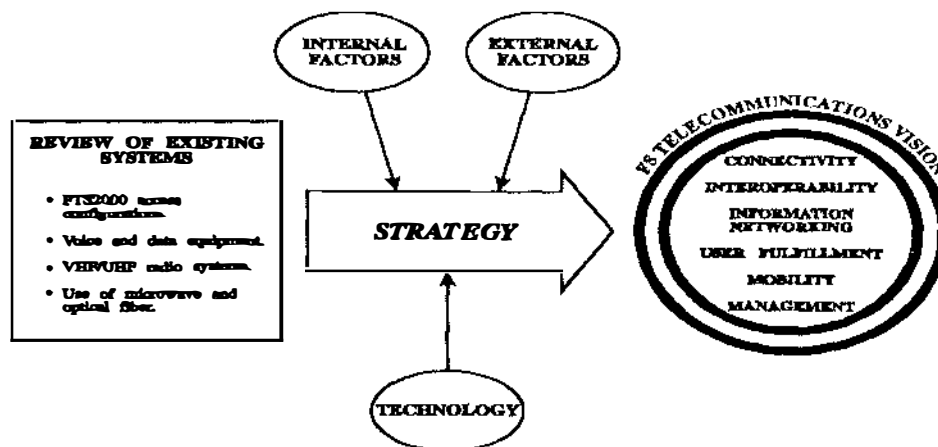 INTERNAL
FACTORS
EXTERNAL
FACTORS
REVIEW OF EXISTING
SYSTEMS
• FTS2000 access
configurations.
• Voice and data equipment.
• VHF/UHF radio systems.
• Use of microwave and
optical fiber.
STRATEGY
TECHNOLOGY
FS TELECOMMUNICATIONS VISION
CONNECTIVITY
INTEROPERABILITY
INFORMATION
NETWORKING
USER FULFILLMENT
MOBILITY
MANAGEMENT